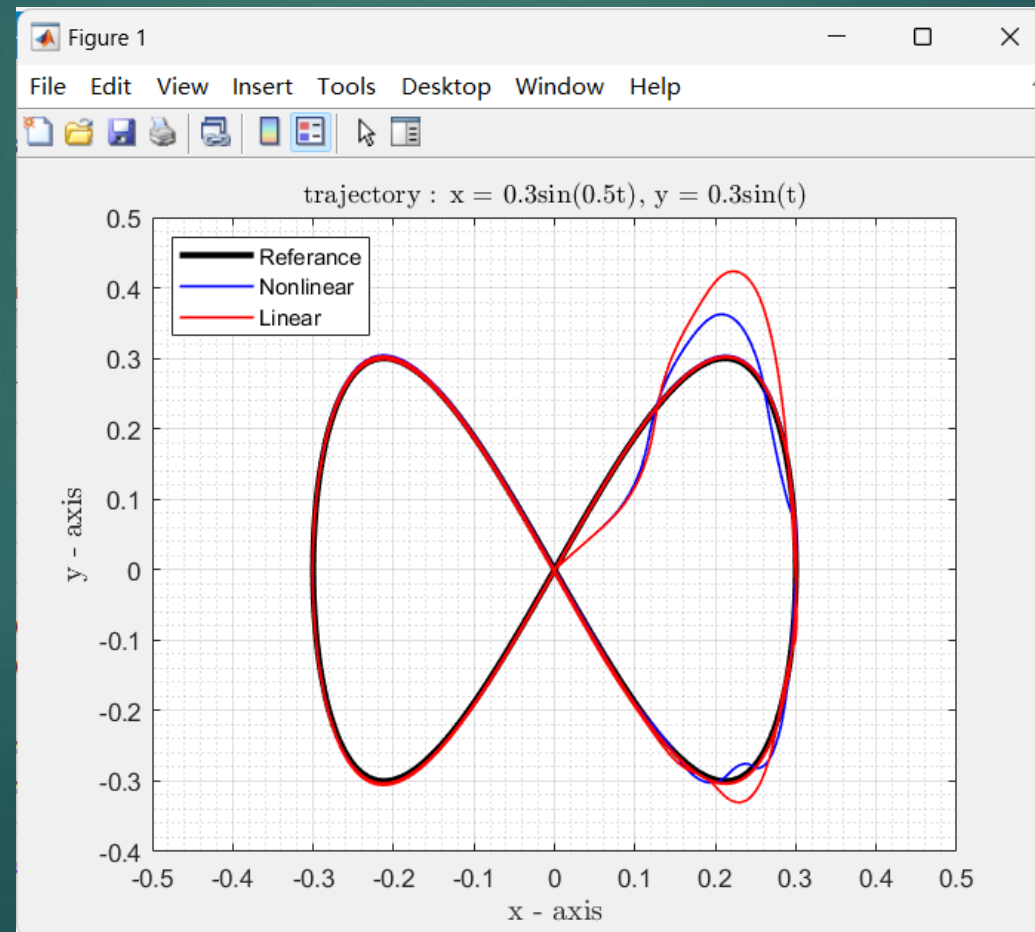 Figure 1
File Edit View Insert Tools Desktop Window Help
trajectory : x = 0.3sin(0.5t), y = 0.3sin(t)
Referance
Nonlinear
Linear
0.5
0.4
0.3
0.2
0.1
0
-0.1
-0.2
-0.3
-0.4
y - axis
-0.5 -0.4 -0.3 -0.2 -0.1 0 0.1 0.2 0.3 0.4 0.5
x - axis